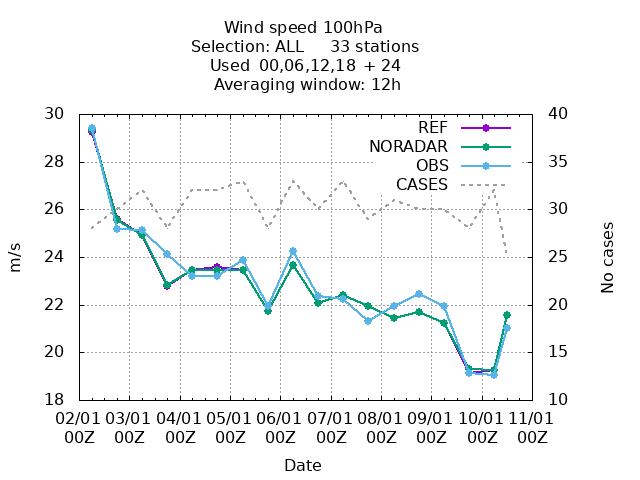 Wind speed 100hPa
Selection: ALL 33 stations
Used 00,06,12,18 + 24
Averaging window: 12h
30 40
REF
NORADAR
28 35
OBS
CASES
26 30
24 25
m/s
No cases
22 20
20 15
18 10
02/01 03/01 04/01 05/01 06/01 07/01 08/01 09/01 10/01 11/01
00Z 00Z 00Z 00Z 00Z 00Z 00Z 00Z 00Z 00Z
Date